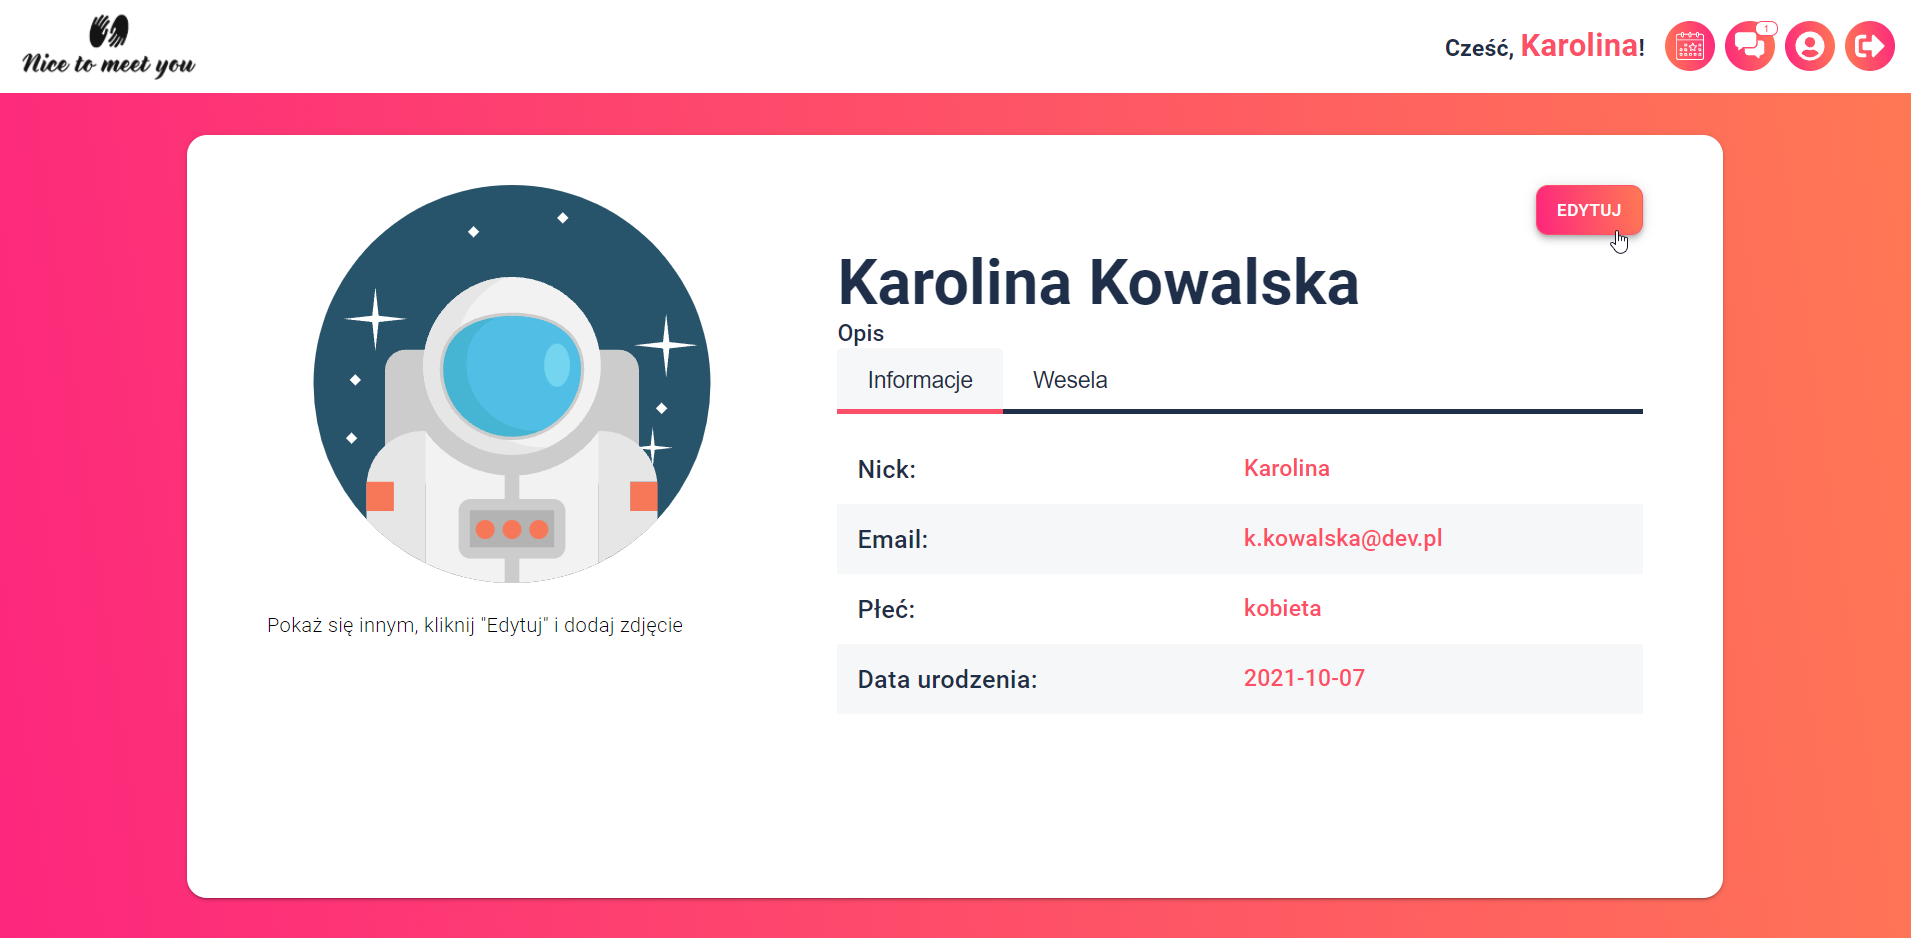 Nice to meet you
Cześć, Karolina!
1
EDYTUJ
Karolina Kowalska
Opis
Informacje Wesela
Nick: Karolina
Email: k.kowalska@dev.pl
Płeć: kobieta
Data urodzenia: 2021-10-07
Pokaż się innym, kliknij "Edytuj" i dodaj zdjęcie